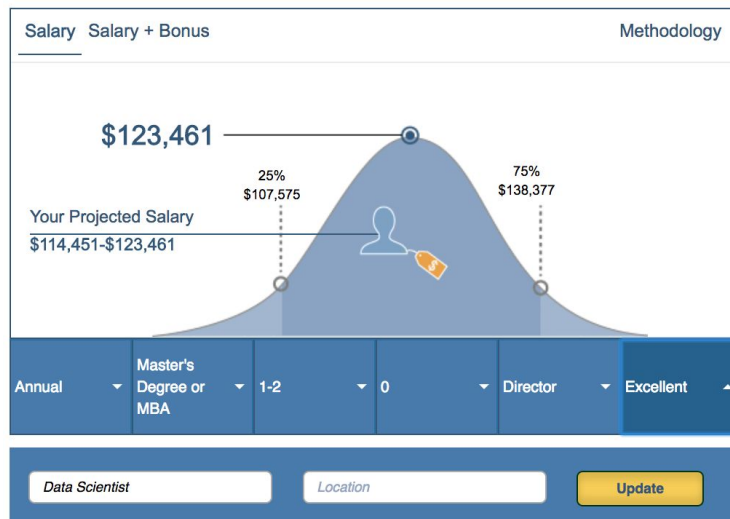 Salary Salary + Bonus Methodology
$123,461
25%
$107,575
75%
$138,377
Your Projected Salary
$114,451-$123,461
$
Annual
Master's
Degree or
MBA
1-2
0
Director
Excellent
Data Scientist
Location
Update